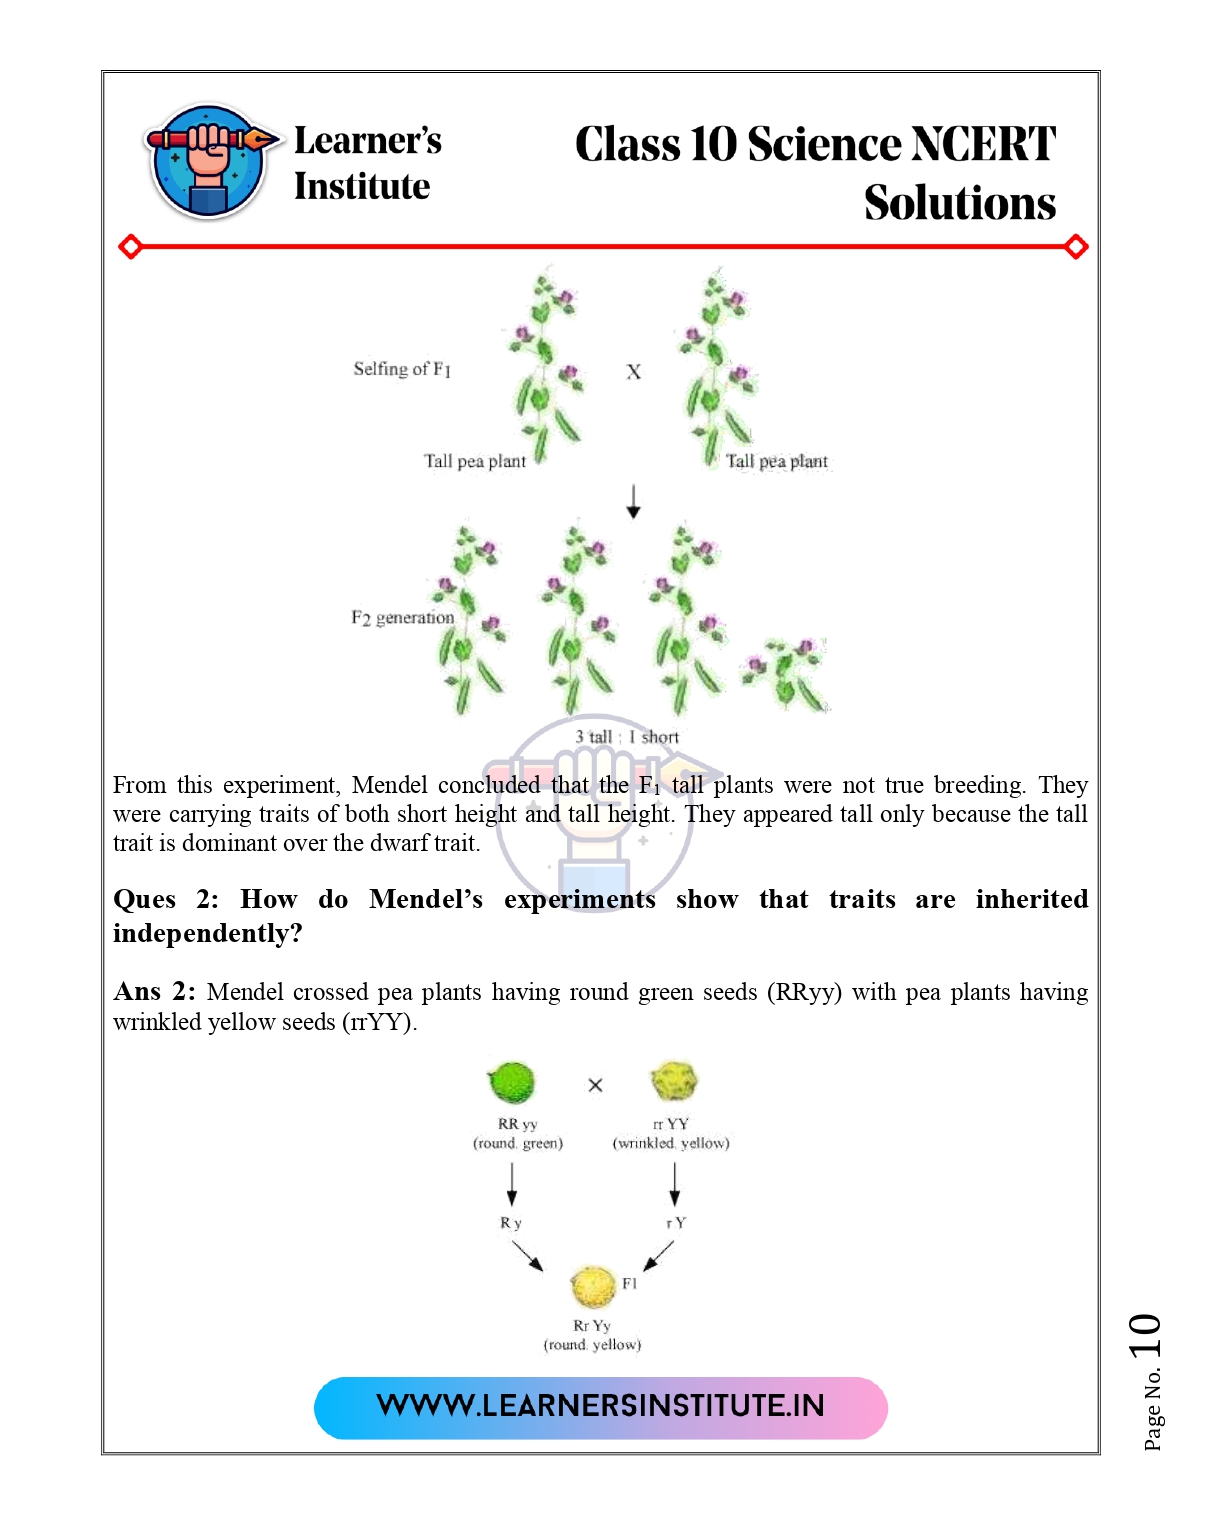 Learner's
Institute
Class 10 Science NCERT
Solutions
Selfing of F1
X
Tall pea plant
Tall pea plant
F2 generation
3 tall : 1 short
From this experiment, Mendel concluded that the F1 tall plants were not true breeding. They
were carrying traits of both short height and tall height. They appeared tall only because the tall
trait is dominant over the dwarf trait.
Ques 2: How do Mendel's experiments show that traits are inherited
independently?
Ans 2: Mendel crossed pea plants having round green seeds (RRyy) with pea plants having
wrinkled yellow seeds (rrYY).
×
RR yy
rr YY
(round. green)
(wrinkled. yellow)
R y
r Y
F1
Rr Yy
(round. yellow)
WWW.LEARNERSINSTITUTE.IN
Page No. 10